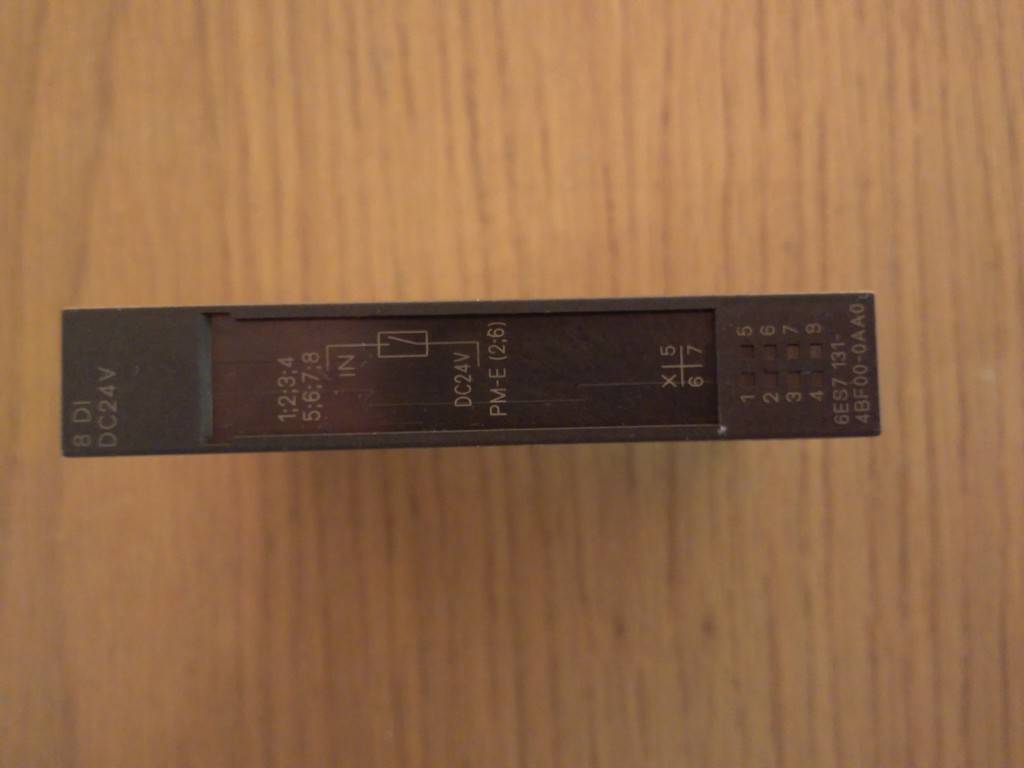 8 DI
DC24V
1;2;3;4
5;6;7;8
IN
DC24V
PM-E (2;6)
X 5
6 7
1 5
2 6
3 7
4 8
6ES7 131-
4BF00-0AA0